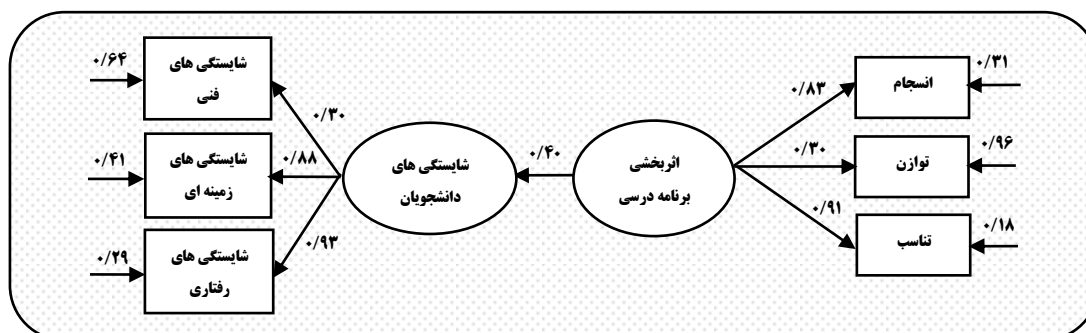 ۰/۳۱
انسجام
۰/۸۳
۰/۹۶
توازن
۰/۳۰
۰/۱۸
تناسب
۰/۹۱
اثربخشی
برنامه درسی
۰/۴۰
شایستگی های
دانشجویان
۰/۳۰
شایستگی های
فنی
۰/۶۴
۰/۸۸
شایستگی های
زمینه ای
۰/۴۱
۰/۹۳
شایستگی های
رفتاری
۰/۲۹